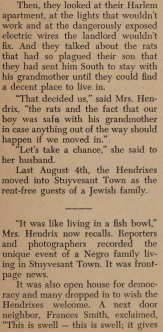 Then, they looked at their Harlem
apartment, at the lights that wouldn't
work and at the dangerously exposed
electric wires the landlord wouldn't
fix. And they talked about the rats
that had so plagued their son that
they had sent him South to stay with
his grandmother until they could find
a decent place to live in.
"That decided us," said Mrs. Hen-
drix, "the rats and the fact that our
boy was safe with his grandmother
in case anything out of the way should
happen if we moved in."
"Let's take a chance," she said to
her husband.
Last August 4th, the Hendrixes
moved into Stuyvesant Town as the
rent-free guests of a Jewish family.
"It was like living in a fish bowl,"
Mrs. Hendrix now recalls. Reporters
and photographers recorded the
unique event of a Negro family liv-
ing in Stuyvesant Town. It was front-
page news.
It was also open house for democ-
racy and many dropped in to wish the
Hendrixes welcome. A next door
neighbor, Frances Smith, exclaimed,
"This is swell — this is swell; it gives